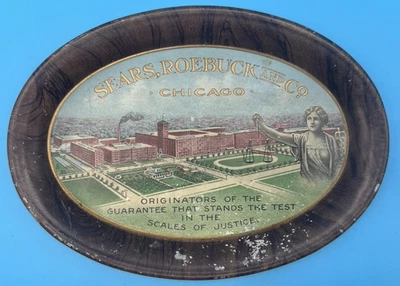 SEARS, ROEBUCK AND CO.
CHICAGO
ORIGINATORS OF THE
GUARANTEE THAT STANDS THE TEST
IN THE
SCALES OF JUSTICE.